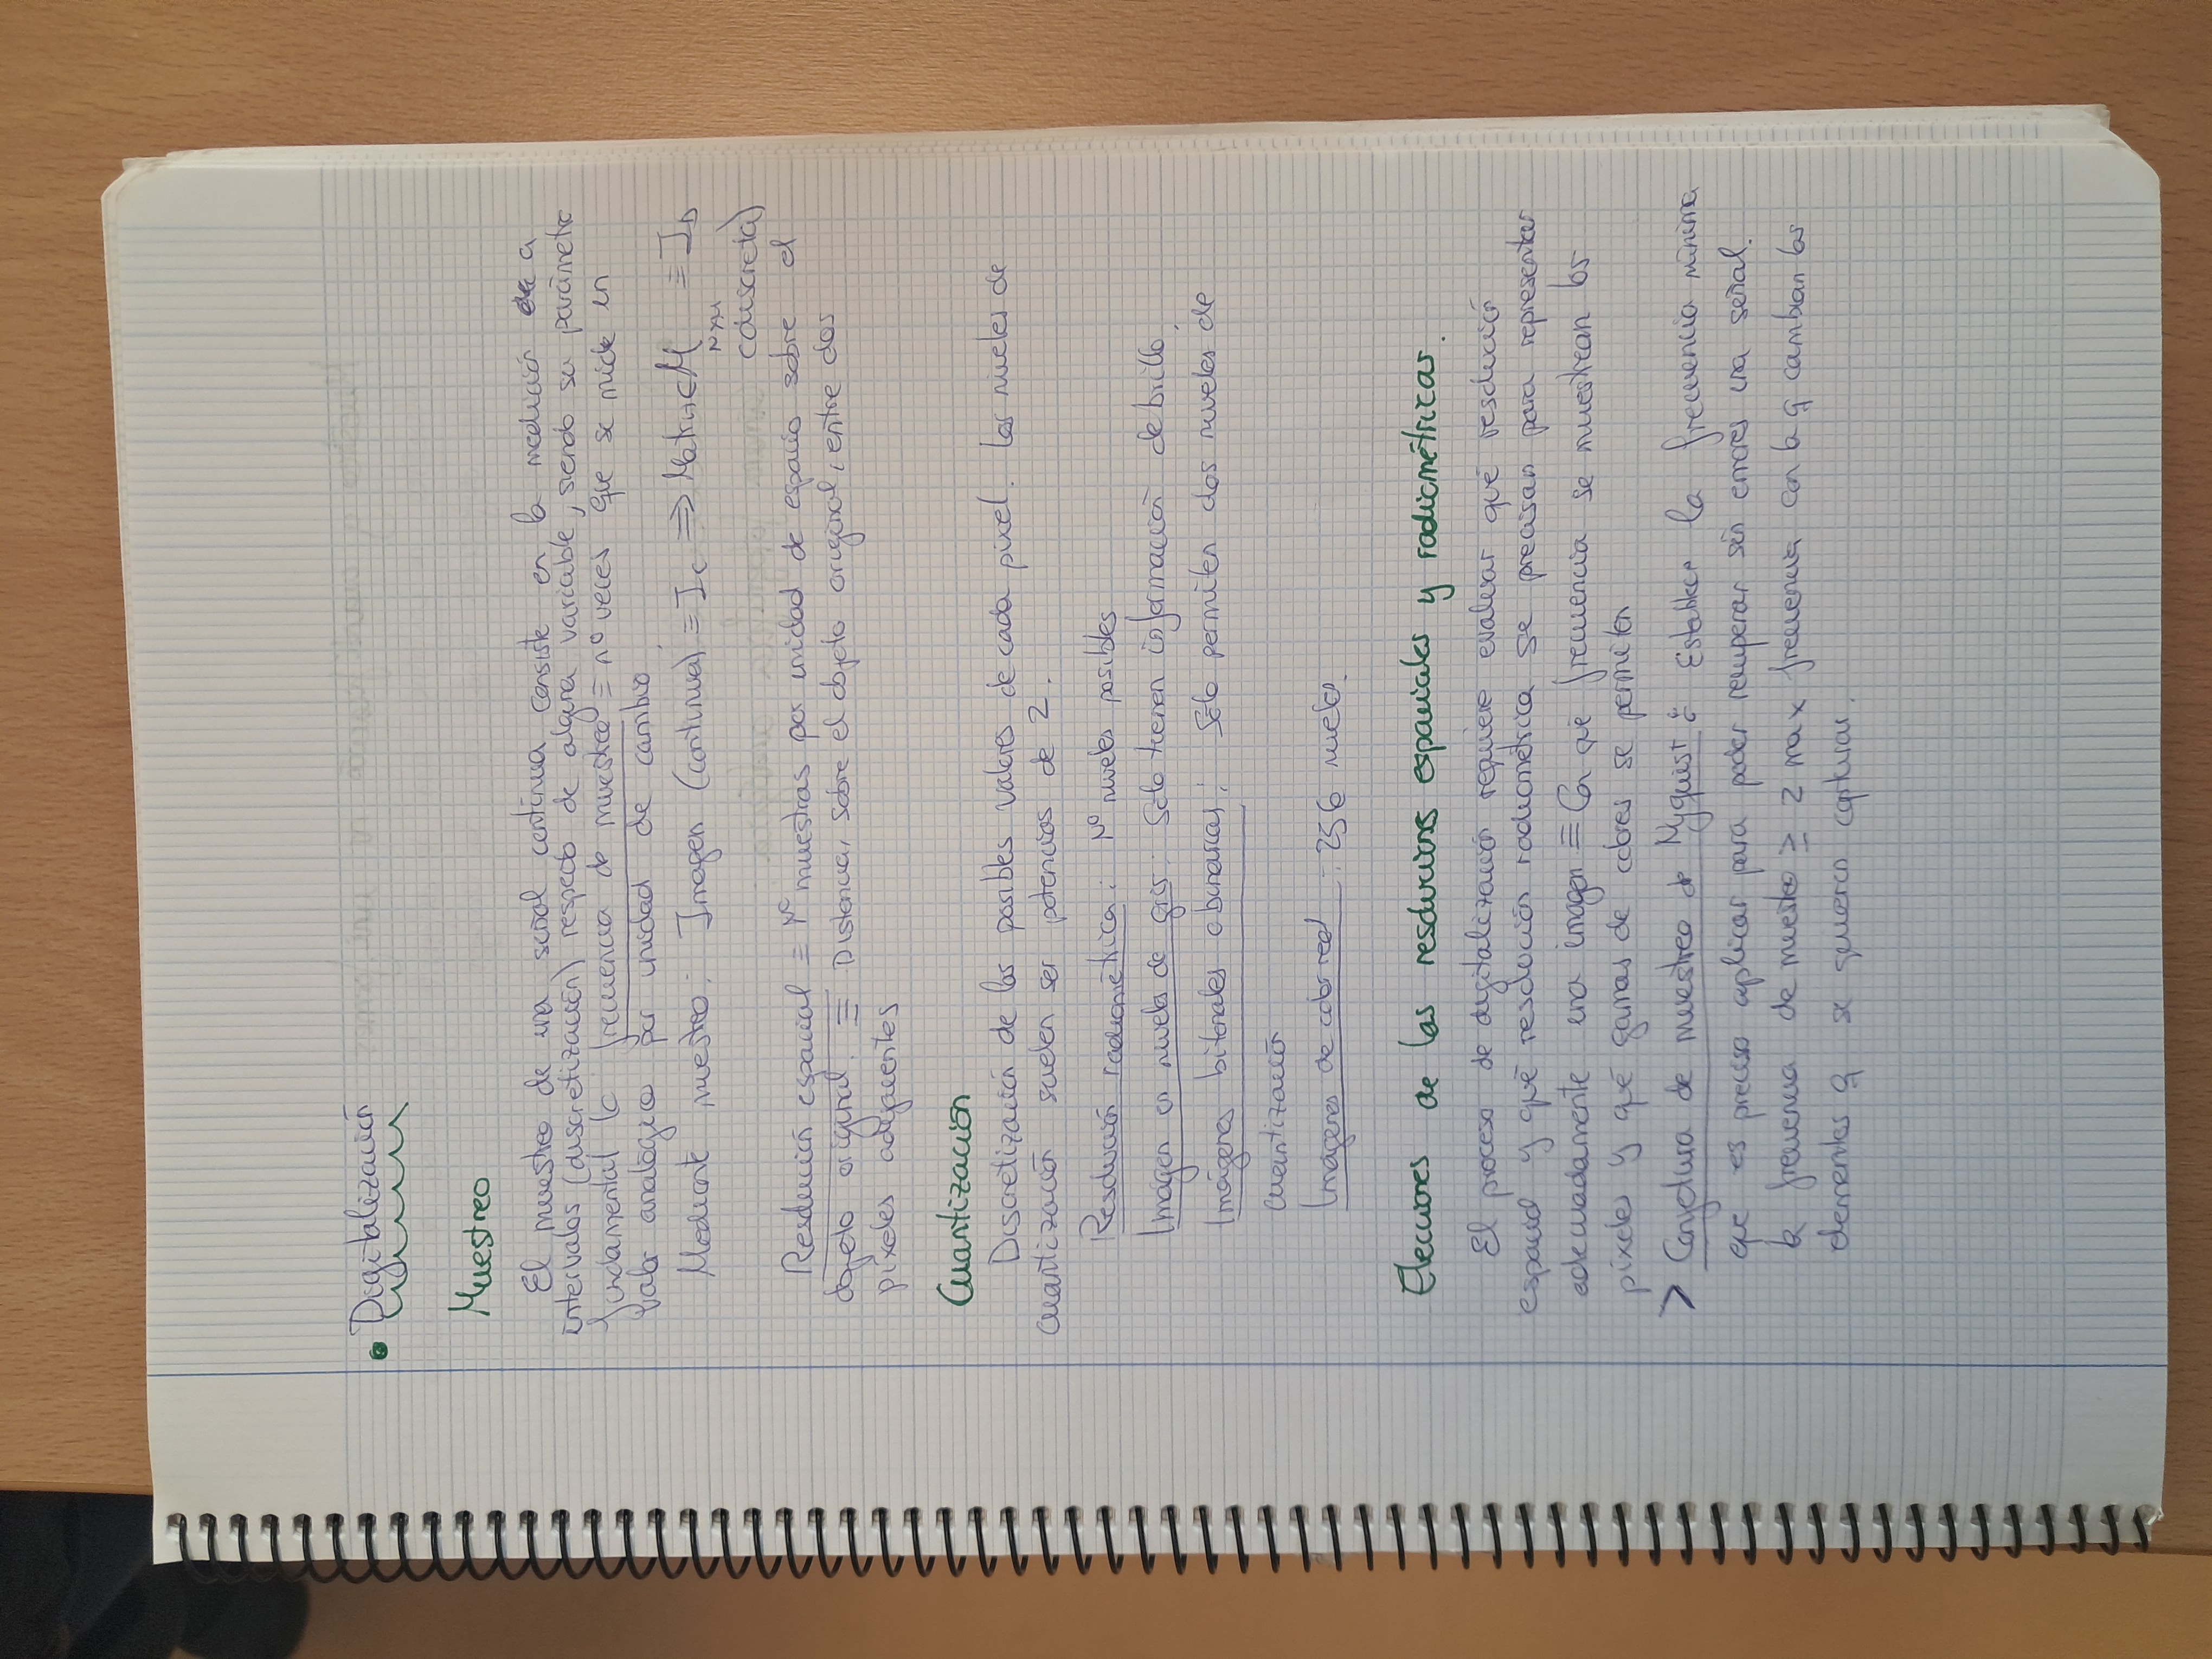 Digitalización
Muestreo
El muestreo de una señal continua consiste en la medición a
intervalos (discretización) respecto de alguna variable, siendo su parámetro
fundamental la frecuencia de muestreo ≡ nº veces que se mide un
valor analógico por unidad de cambio.
Mediante muestreo: Imagen (continua) ≡ I_C ⇒ Matriz ∈ M_NxM ≡ I_D
(discreta)
Resolución espacial ≡ Nº muestras por unidad de espacio sobre el
objeto original. ≡ Distancia, sobre el objeto original, entre dos
píxeles adyacentes
Cuantización
Discretización de los posibles valores de cada pixel. Los niveles de
cuantización suelen ser potencias de 2.
Resolución radiométrica: Nº niveles posibles
Imágen en niveles de gris: Sólo tienen información de brillo.
Imágenes bitonales o binarias: Sólo permiten dos niveles de
cuantización
Imágenes de color real: 256 niveles.
Elecciones de las resoluciones espaciales y radiométricas.
El proceso de digitalización requiere evaluar qué resolución
espacial y qué resolución radiométrica se precisan para representar
adecuadamente una imagen ≡ Con qué frecuencia se muestrean los
píxeles y qué gamas de colores se permiten
> Conjetura de muestreo de Nyquist: Establece la frecuencia mínima
que es preciso aplicar para poder recuperar sin errores una señal.
la frecuencia de muestreo ≥ 2 max frecuencia con la q cambian los
elementos q se quieren capturar.